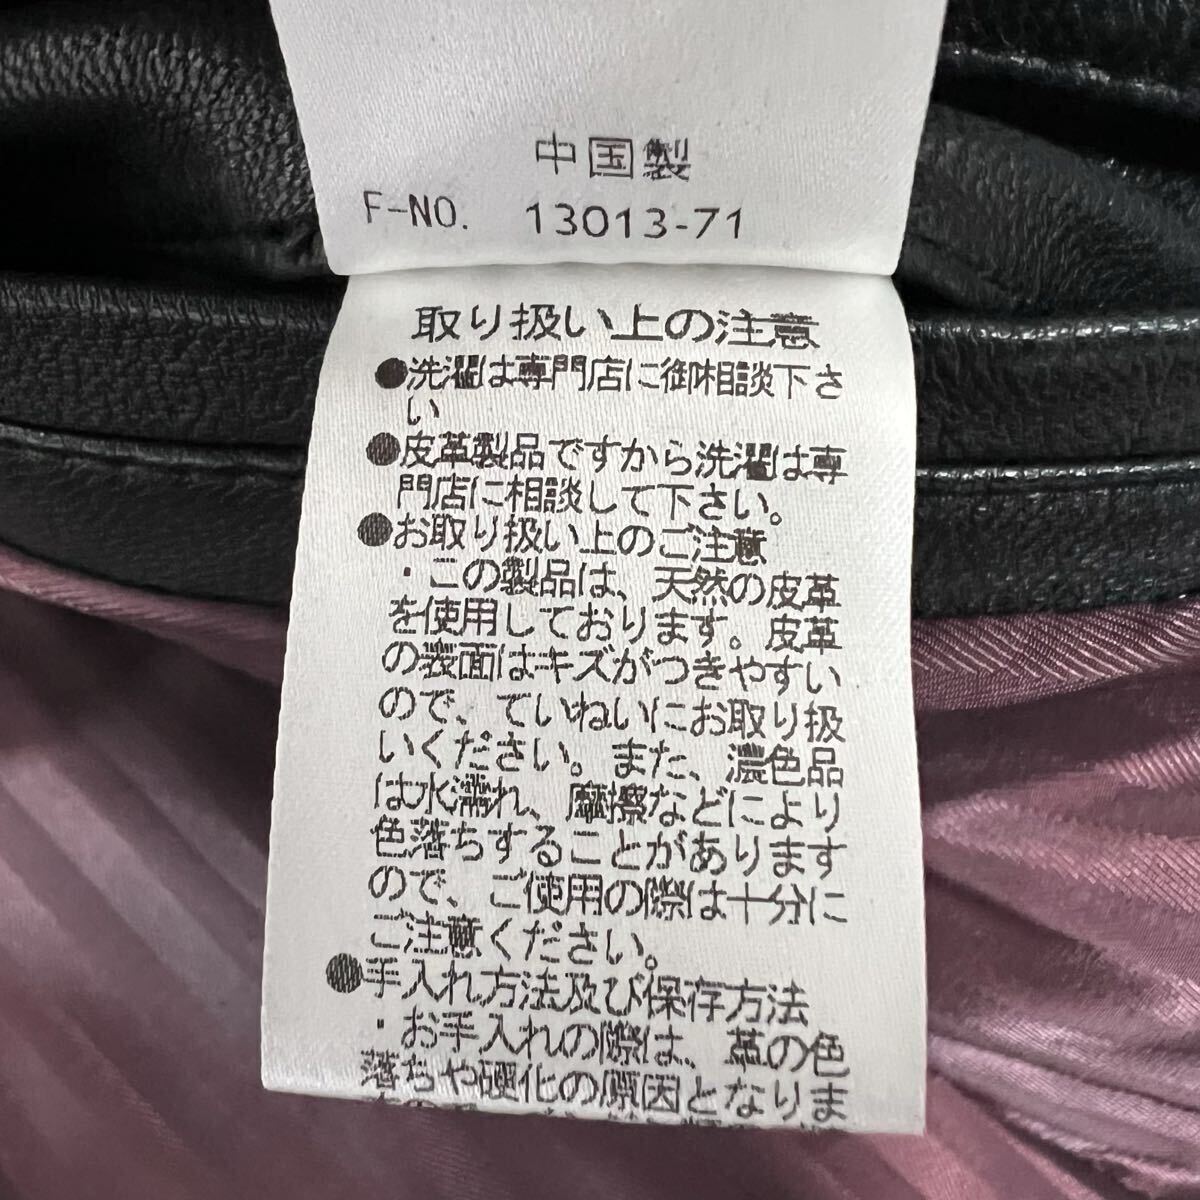 中国製
F-NO. 13013-71
取り扱い上の注意
●洗濯は専門店に御相談下さ
い
●皮革製品ですから洗濯は専
門店に相談して下さい。
●お取り扱い上のご注意
・この製品は、天然の皮革
を使用しております。皮革
の表面はキズがつきやすい
ので、ていねいにお取り扱
いください。また、濃色品
は水濡れ、摩擦などにより
色落ちすることがあります
ので、ご使用の際は十分に
ご注意ください。
●手入れ方法及び保存方法
・お手入れの際は、革の色
落ちや硬化の原因となりま